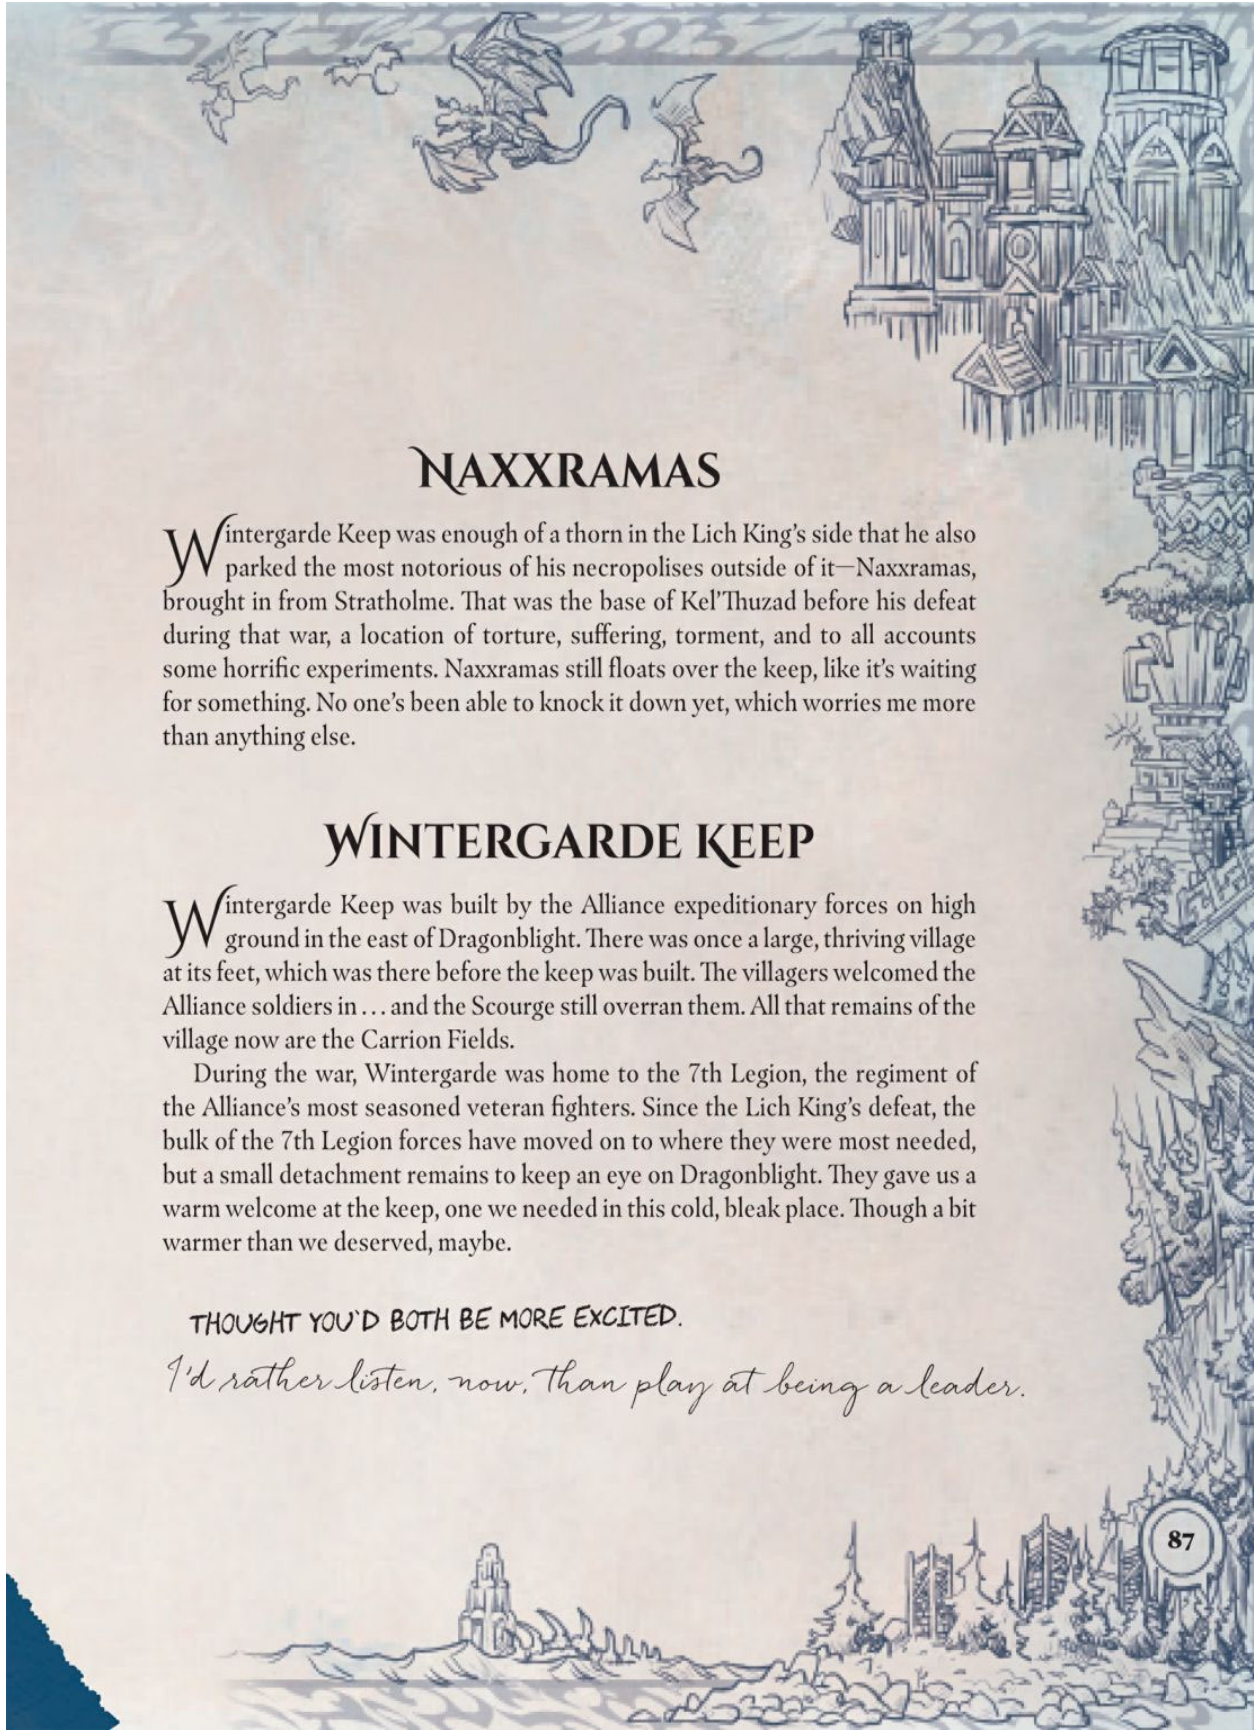 NAXXRAMAS
Wintergarde Keep was enough of a thorn in the Lich King’s side that he also
parked the most notorious of his necropolises outside of it—Naxxramas,
brought in from Stratholme. That was the base of Kel’Thuzad before his defeat
during that war, a location of torture, suffering, torment, and to all accounts
some horrific experiments. Naxxramas still floats over the keep, like it’s waiting
for something. No one’s been able to knock it down yet, which worries me more
than anything else.
WINTERGARDE KEEP
Wintergarde Keep was built by the Alliance expeditionary forces on high
ground in the east of Dragonblight. There was once a large, thriving village
at its feet, which was there before the keep was built. The villagers welcomed the
Alliance soldiers in . . . and the Scourge still overran them. All that remains of the
village now are the Carrion Fields.
During the war, Wintergarde was home to the 7th Legion, the regiment of
the Alliance’s most seasoned veteran fighters. Since the Lich King’s defeat, the
bulk of the 7th Legion forces have moved on to where they were most needed,
but a small detachment remains to keep an eye on Dragonblight. They gave us a
warm welcome at the keep, one we needed in this cold, bleak place. Though a bit
warmer than we deserved, maybe.
THOUGHT YOU'D BOTH BE MORE EXCITED.
I'd rather listen, now, than play at being a leader.
87